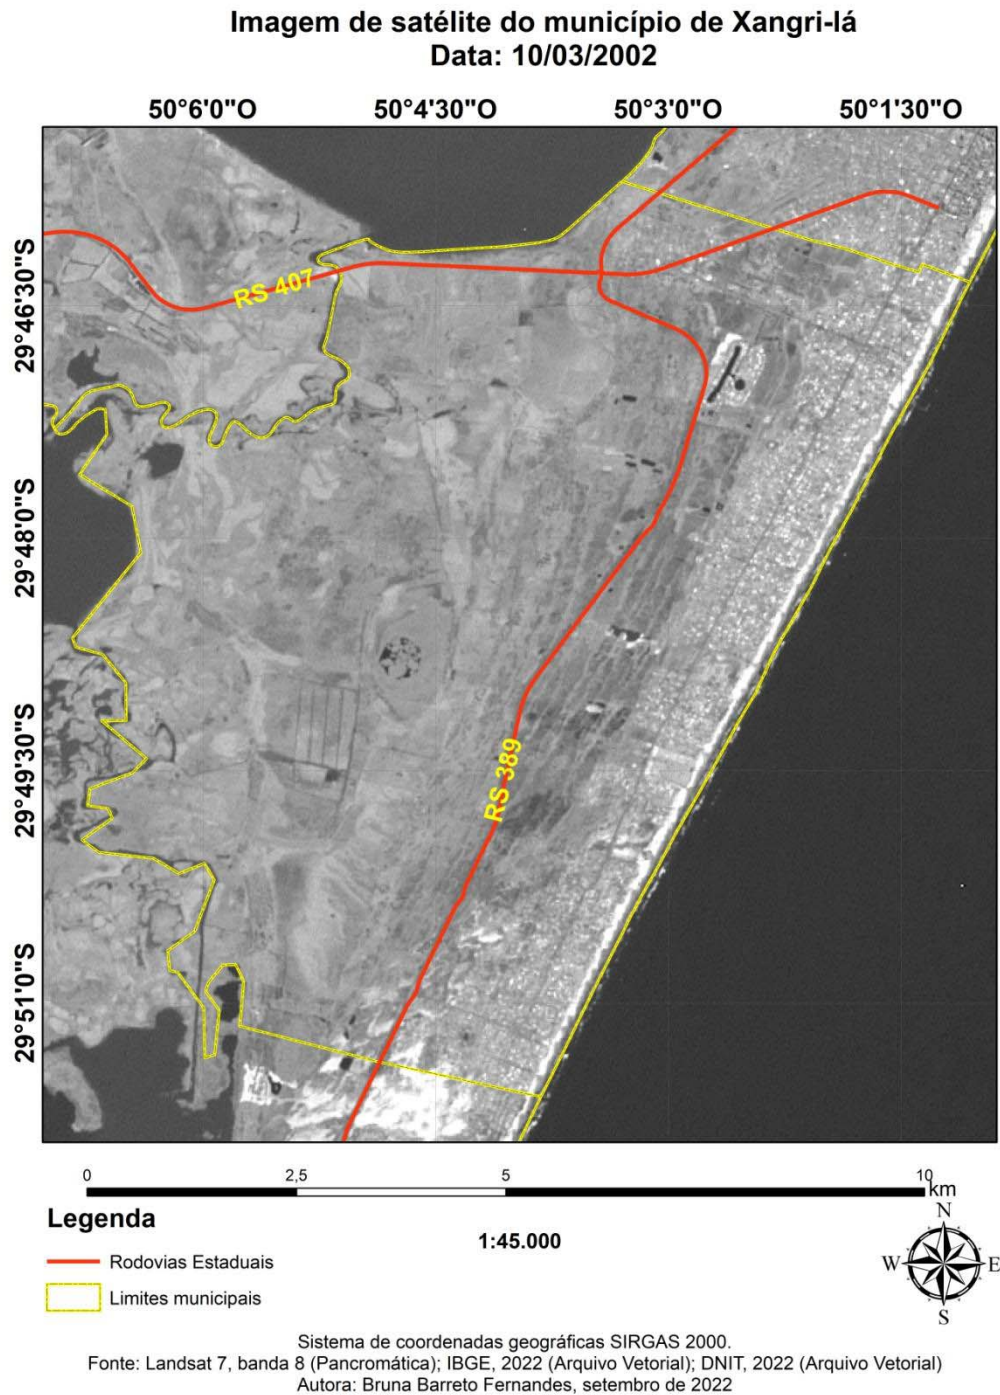 Imagem de satélite do município de Xangri-lá
Data: 10/03/2002
50°6'0"O 50°4'30"O 50°3'0"O 50°1'30"O
29°46'30"S
29°48'0"S
29°49'30"S
29°51'0"S
RS 407
RS 389
0 2,5 5 10 km
Legenda
1:45.000
Rodovias Estaduais
Limites municipais
N
W E
S
Sistema de coordenadas geográficas SIRGAS 2000.
Fonte: Landsat 7, banda 8 (Pancromática); IBGE, 2022 (Arquivo Vetorial); DNIT, 2022 (Arquivo Vetorial)
Autora: Bruna Barreto Fernandes, setembro de 2022